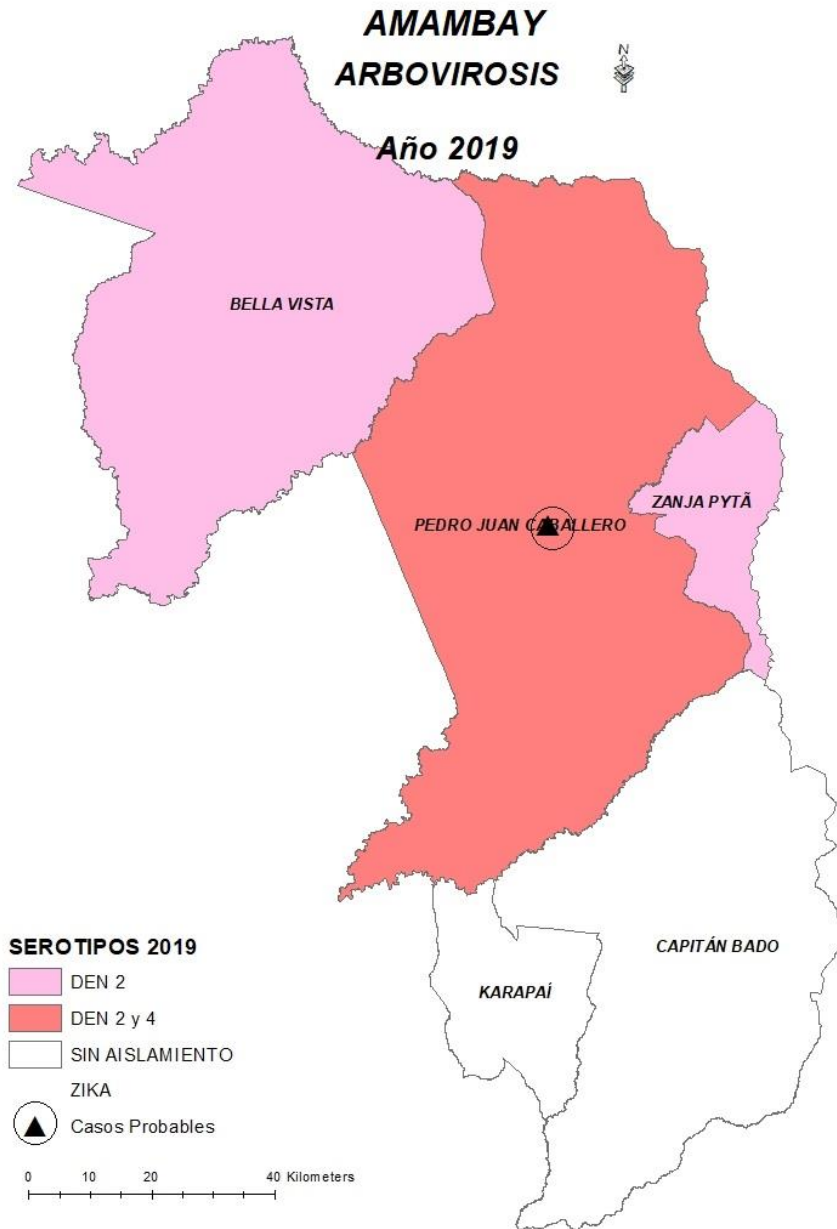 AMAMBAY
ARBOVIROSIS
N
Año 2019
BELLA VISTA
ZANJA PYTÃ
PEDRO JUAN CABALLERO
CAPITÁN BADO
KARAPAÍ
SEROTIPOS 2019
DEN 2
DEN 2 y 4
SIN AISLAMIENTO
ZIKA
Casos Probables
0 10 20 40 Kilometers